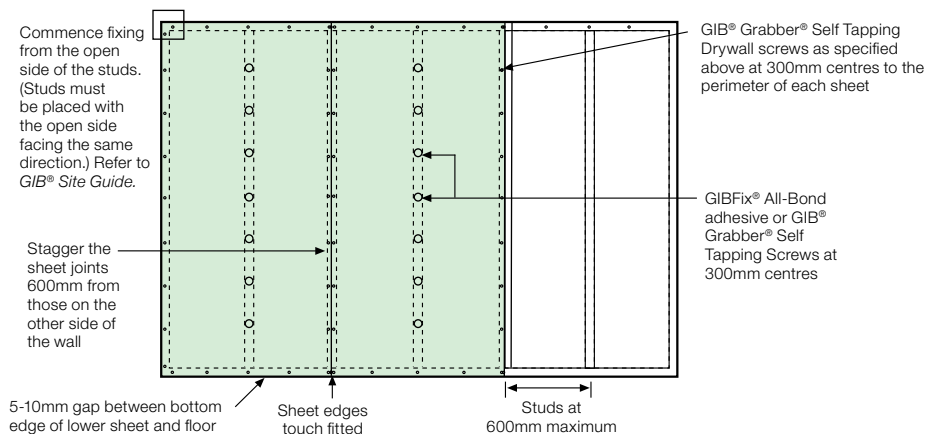 Commence fixing
from the open
side of the studs.
(Studs must
be placed with
the open side
facing the same
direction.) Refer to
GIB® Site Guide.
GIB® Grabber® Self Tapping
Drywall screws as specified
above at 300mm centres to the
perimeter of each sheet
GIBFix® All-Bond
adhesive or GIB®
Grabber® Self
Tapping Screws at
300mm centres
Stagger the
sheet joints
600mm from
those on the
other side of
the wall
5-10mm gap between bottom
edge of lower sheet and floor
Sheet edges
touch fitted
Studs at
600mm maximum